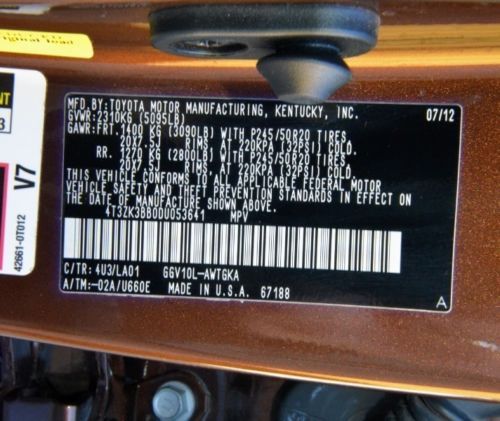 Original load
NT
3
V7
42661-0T012
MFD. BY: TOYOTA MOTOR MANUFACTURING, KENTUCKY, INC.
GVWR: 2310KG (5095LB) 07/12
GAWR: FRT. 1400 KG (3090LB) WITH P245/50R20 TIRES
20X7.5J RIMS, AT 220KPA (32PSI) COLD.
RR. 1270 KG (2800LB) WITH P245/50R20 TIRES
20X7.5J RIMS, AT 220KPA (32PSI) COLD.
THIS VEHICLE CONFORMS TO ALL APPLICABLE FEDERAL MOTOR
VEHICLE SAFETY AND THEFT PREVENTION STANDARDS IN EFFECT ON
THE DATE OF MANUFACTURE SHOWN ABOVE.
4T3ZK3BB0DU053641 MPV
C/TR: 4U3/LA01 GGV10L-AWTGKA
A/TM:-02A/U660E MADE IN U.S.A. 67188
A